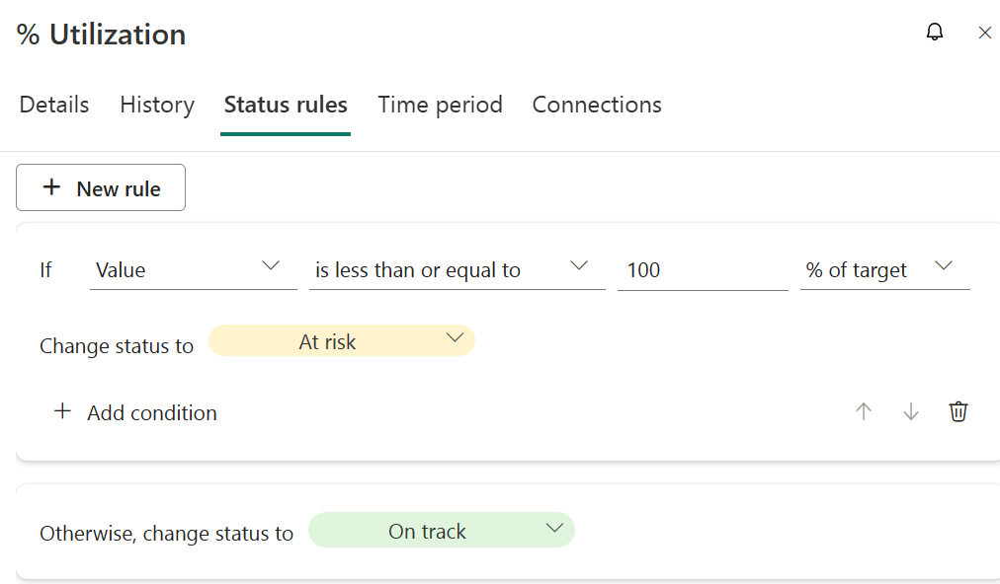 % Utilization
Details History Status rules Time period Connections
+ New rule
If Value is less than or equal to 100 % of target
Change status to At risk
+ Add condition
Otherwise, change status to On track